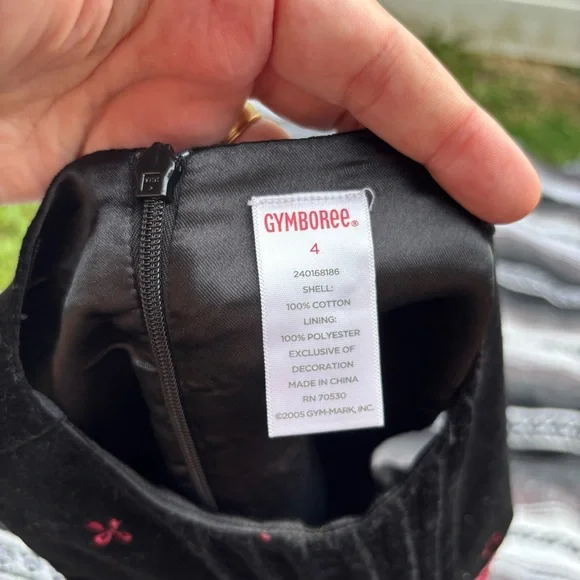 GYMBOREE®
4
240168186
SHELL:
100% COTTON
LINING:
100% POLYESTER
EXCLUSIVE OF
DECORATION
MADE IN CHINA
RN 70530
©2005 GYM-MARK, INC.